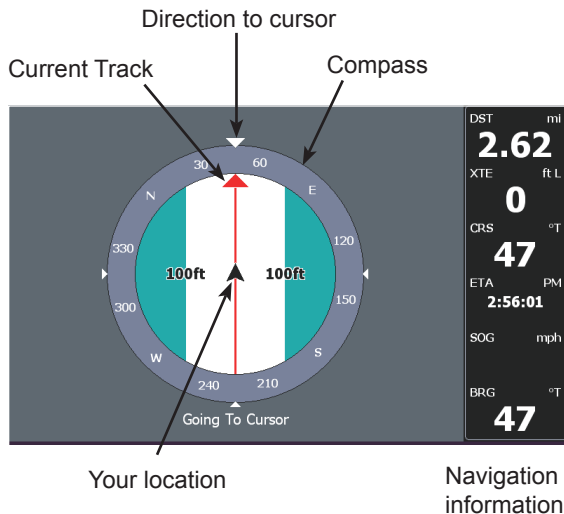 Direction to cursor
Current Track
Compass
30
60
N
E
330
120
100ft
100ft
300
150
W
S
240
210
Going To Cursor
DST mi
2.62
XTE ft L
0
CRS °T
47
ETA PM
2:56:01
SOG mph
BRG °T
47
Your location
Navigation
information